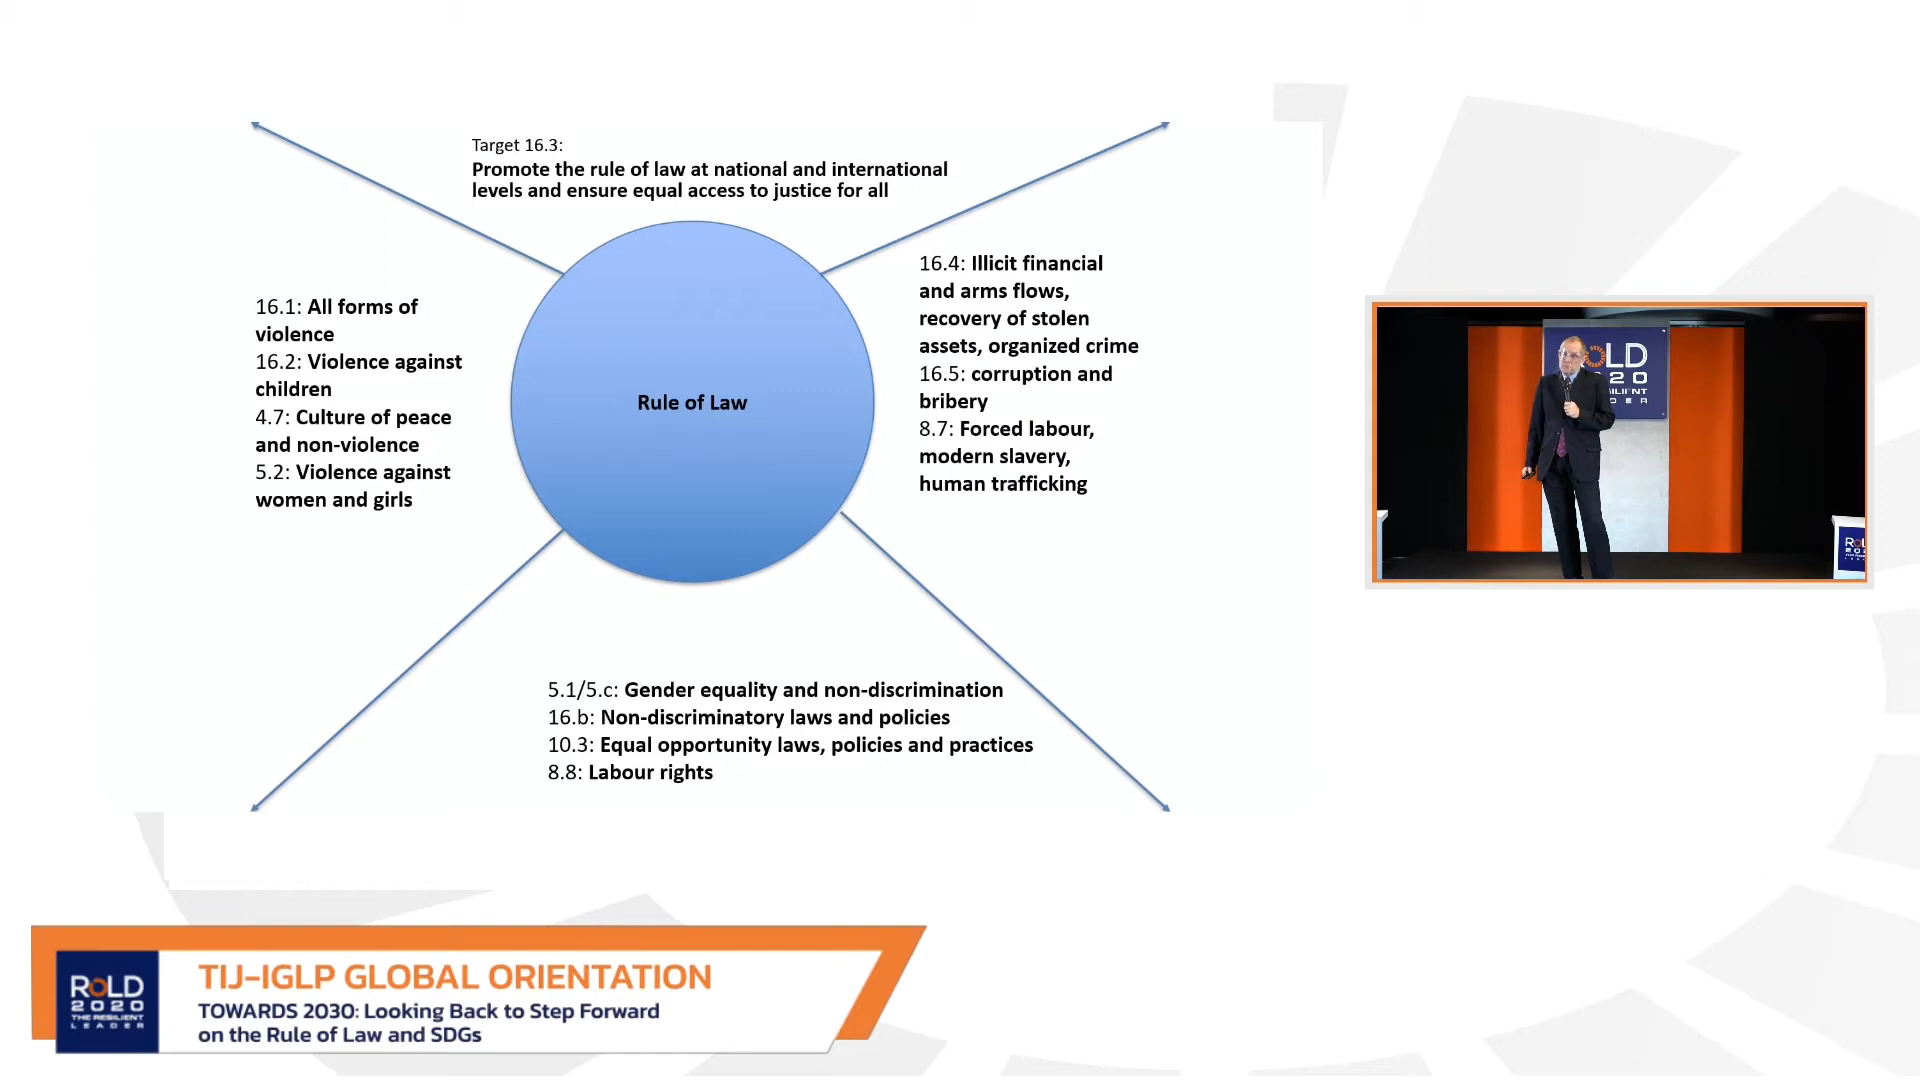 Target 16.3:
Promote the rule of law at national and international
levels and ensure equal access to justice for all
16.1: All forms of
violence
16.2: Violence against
children
4.7: Culture of peace
and non-violence
5.2: Violence against
women and girls
Rule of Law
16.4: Illicit financial
and arms flows,
recovery of stolen
assets, organized crime
16.5: corruption and
bribery
8.7: Forced labour,
modern slavery,
human trafficking
5.1/5.c: Gender equality and non-discrimination
16.b: Non-discriminatory laws and policies
10.3: Equal opportunity laws, policies and practices
8.8: Labour rights
RoLD
2020
THE RESILIENT
LEADER
TIJ-IGLP GLOBAL ORIENTATION
TOWARDS 2030: Looking Back to Step Forward
on the Rule of Law and SDGs